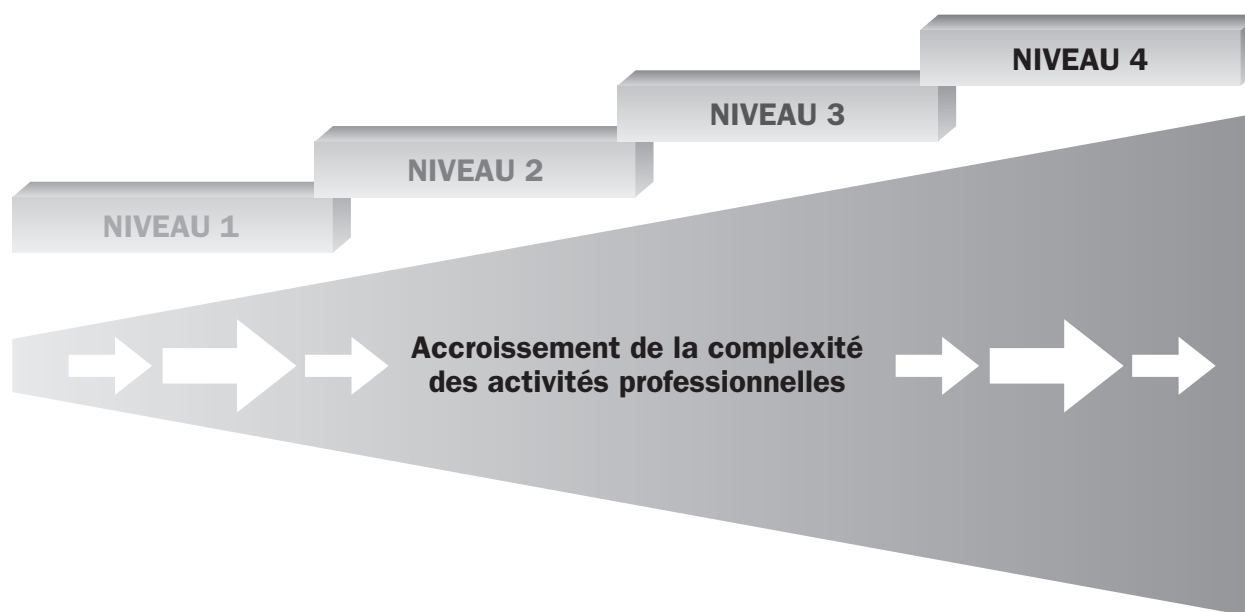 NIVEAU 4
NIVEAU 3
NIVEAU 2
NIVEAU 1
Accroissement de la complexité
des activités professionnelles